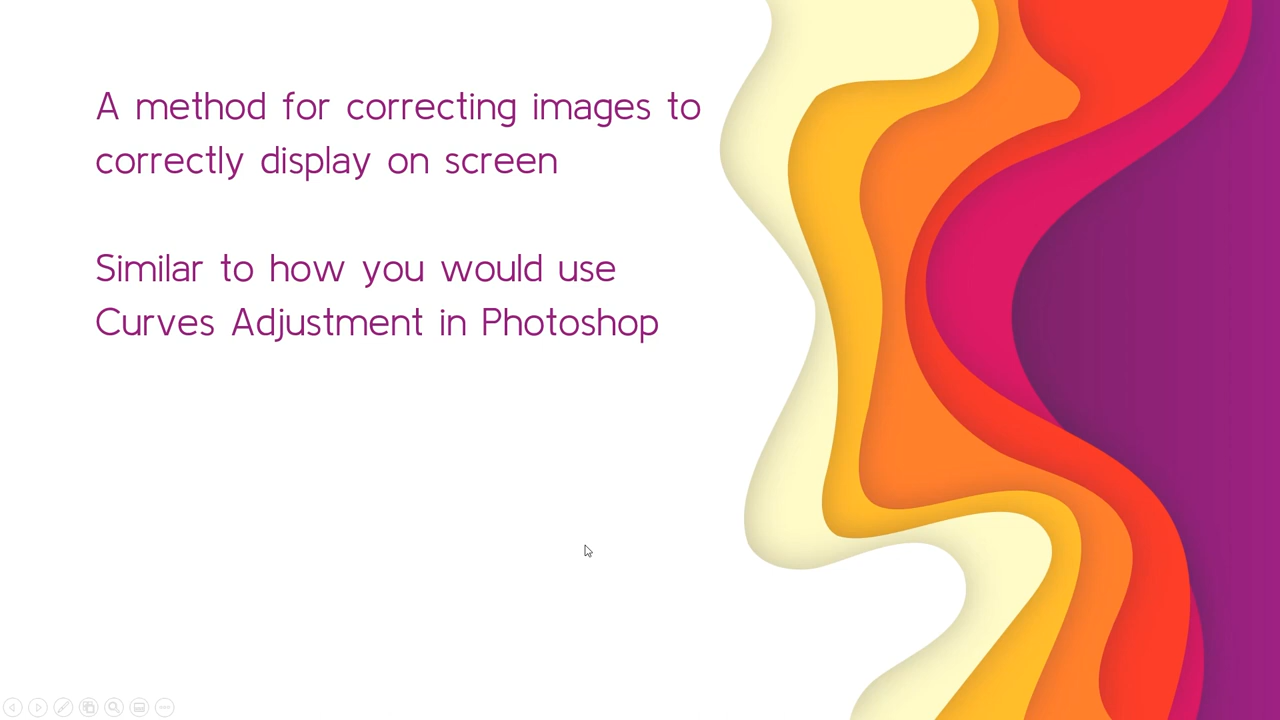 A method for correcting images to
correctly display on screen
Similar to how you would use
Curves Adjustment in Photoshop